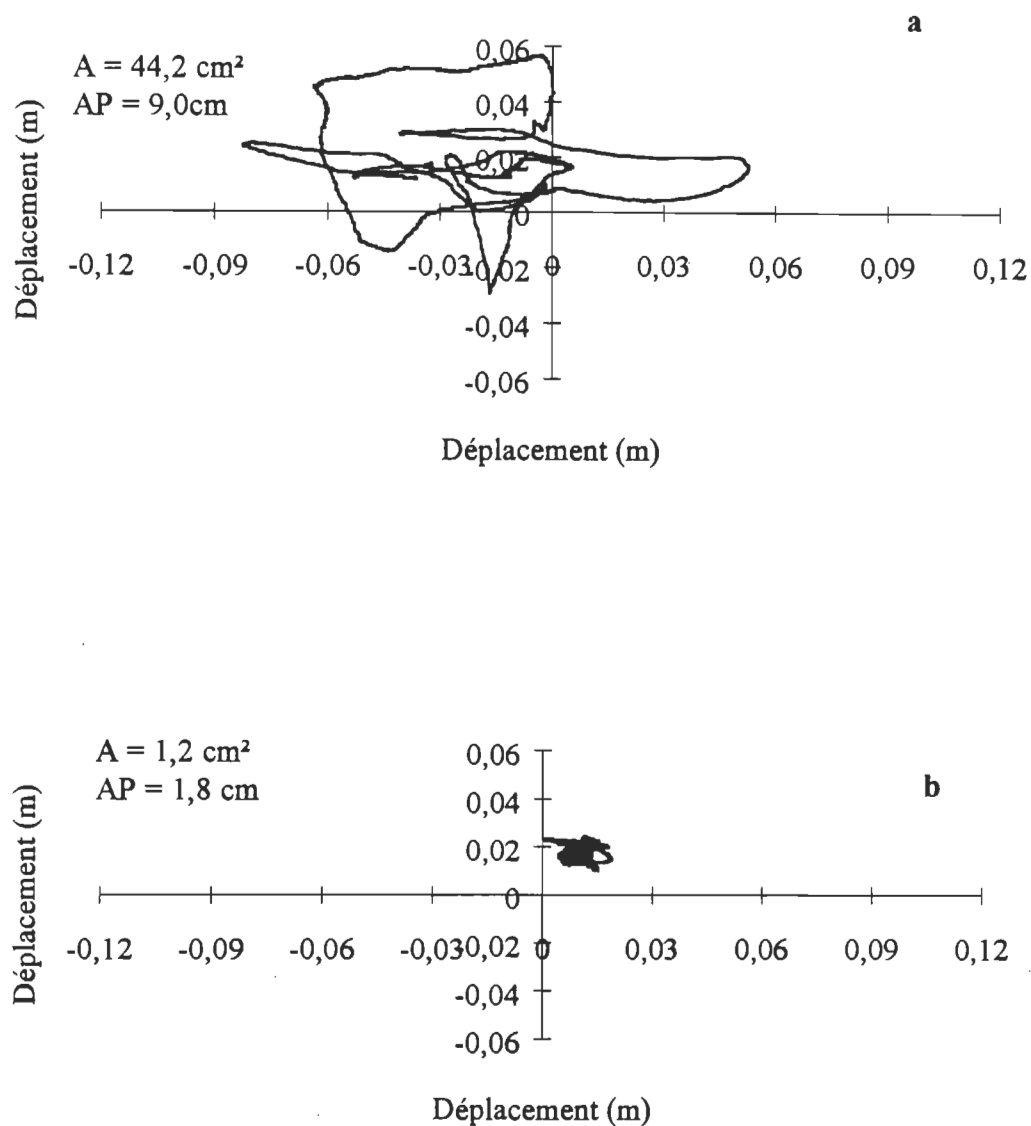 a
A = 44,2 cm²
AP = 9,0cm
Déplacement (m)
0,06
0,04
0,02
0
-0,12 -0,09 -0,06 -0,03 -0,02 0 0,03 0,06 0,09 0,12
-0,04
-0,06
Déplacement (m)
A = 1,2 cm²
AP = 1,8 cm
b
Déplacement (m)
0,06
0,04
0,02
0
-0,12 -0,09 -0,06 -0,03 -0,02 0 0,03 0,06 0,09 0,12
-0,04
-0,06
Déplacement (m)